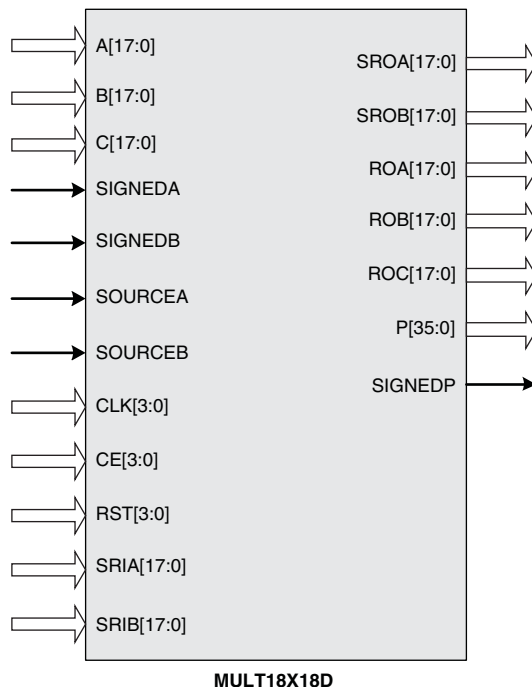 A[17:0]
B[17:0]
C[17:0]
SIGNEDA
SIGNEDB
SOURCEA
SOURCEB
CLK[3:0]
CE[3:0]
RST[3:0]
SRIA[17:0]
SRIB[17:0]
SROA[17:0]
SROB[17:0]
ROA[17:0]
ROB[17:0]
ROC[17:0]
P[35:0]
SIGNEDP
MULT18X18D